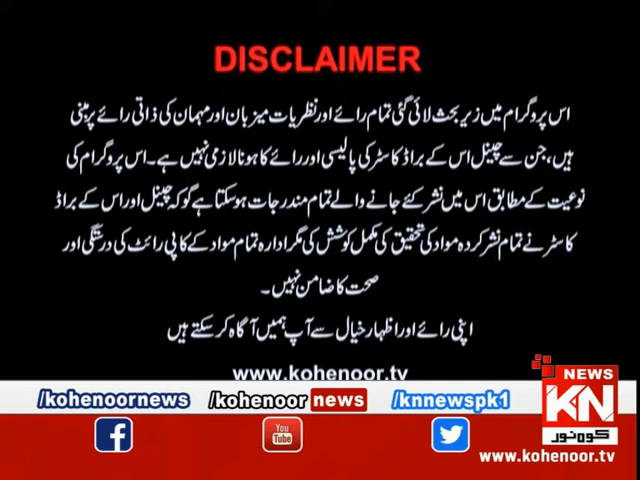 DISCLAIMER
اس پروگرام میں زیر بحث لائی گئی تمام رائے اور نظریات میزبان اور مہمان کی ذاتی رائے پر مبنی
ہیں، جن سے چینل اس کے براڈ کاسٹر کی پالیسی اور رائے کا ہونا لازمی نہیں ہے۔ اس پروگرام کی
نوعیت کے مطابق اس میں نشر کئے جانے والے تمام مندرجات ہوسکتا ہے گو کہ چینل اور اس کے براڈ
کاسٹر نے تمام نشر کردہ مواد کی تحقیق کی مکمل کوشش کی مگر ادارہ تمام مواد کے کاپی رائٹ کی درستگی اور
صحت کا ضامن نہیں۔
اپنی رائے اور اظہار خیال سے آپ ہمیں آگاہ کر سکتے ہیں
www.kohenoor.tv
/kohenoornews
/kohenoor news
/knnewspk1
You
Tube
NEWS
KN
کوہ نور
www.kohenoor.tv